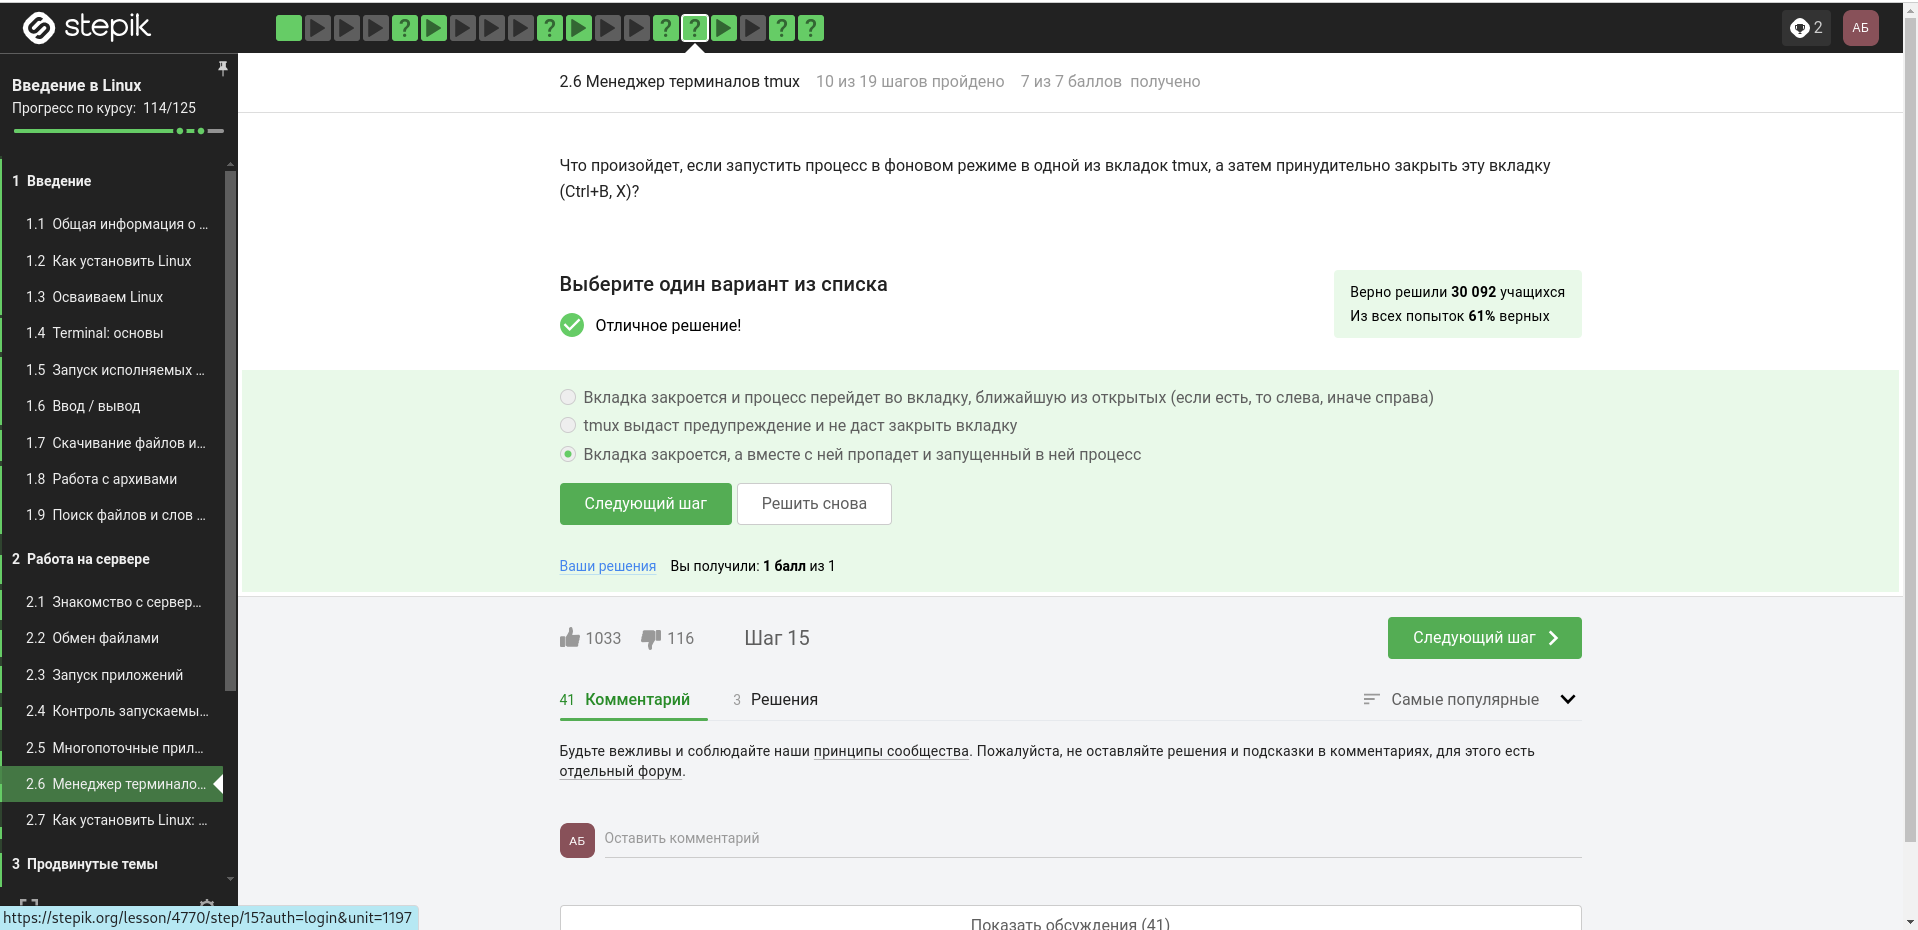 stepik
2
АБ
Введение в Linux
Прогресс по курсу: 114/125
1 Введение
1.1 Общая информация о ...
1.2 Как установить Linux
1.3 Осваиваем Linux
1.4 Terminal: основы
1.5 Запуск исполняемых ...
1.6 Ввод / вывод
1.7 Скачивание файлов и...
1.8 Работа с архивами
1.9 Поиск файлов и слов ...
2 Работа на сервере
2.1 Знакомство с сервер...
2.2 Обмен файлами
2.3 Запуск приложений
2.4 Контроль запускаемы...
2.5 Многопоточные прил...
2.6 Менеджер терминало...
2.7 Как установить Linux: ...
3 Продвинутые темы
https://stepik.org/lesson/4770/step/15?auth=login&unit=1197
2.6 Менеджер терминалов tmux 10 из 19 шагов пройдено 7 из 7 баллов получено
Что произойдет, если запустить процесс в фоновом режиме в одной из вкладок tmux, а затем принудительно закрыть эту вкладку
(Ctrl+B, X)?
Выберите один вариант из списка
Отличное решение!
Верно решили 30 092 учащихся
Из всех попыток 61% верных
Вкладка закроется и процесс перейдет во вкладку, ближайшую из открытых (если есть, то слева, иначе справа)
tmux выдаст предупреждение и не даст закрыть вкладку
Вкладка закроется, а вместе с ней пропадет и запущенный в ней процесс
Следующий шаг Решить снова
Ваши решения Вы получили: 1 балл из 1
1033 116 Шаг 15 Следующий шаг
41 Комментарий 3 Решения Самые популярные
Будьте вежливы и соблюдайте наши принципы сообщества. Пожалуйста, не оставляйте решения и подсказки в комментариях, для этого есть
отдельный форум.
АБ Оставить комментарий
Показать обсуждения (41)